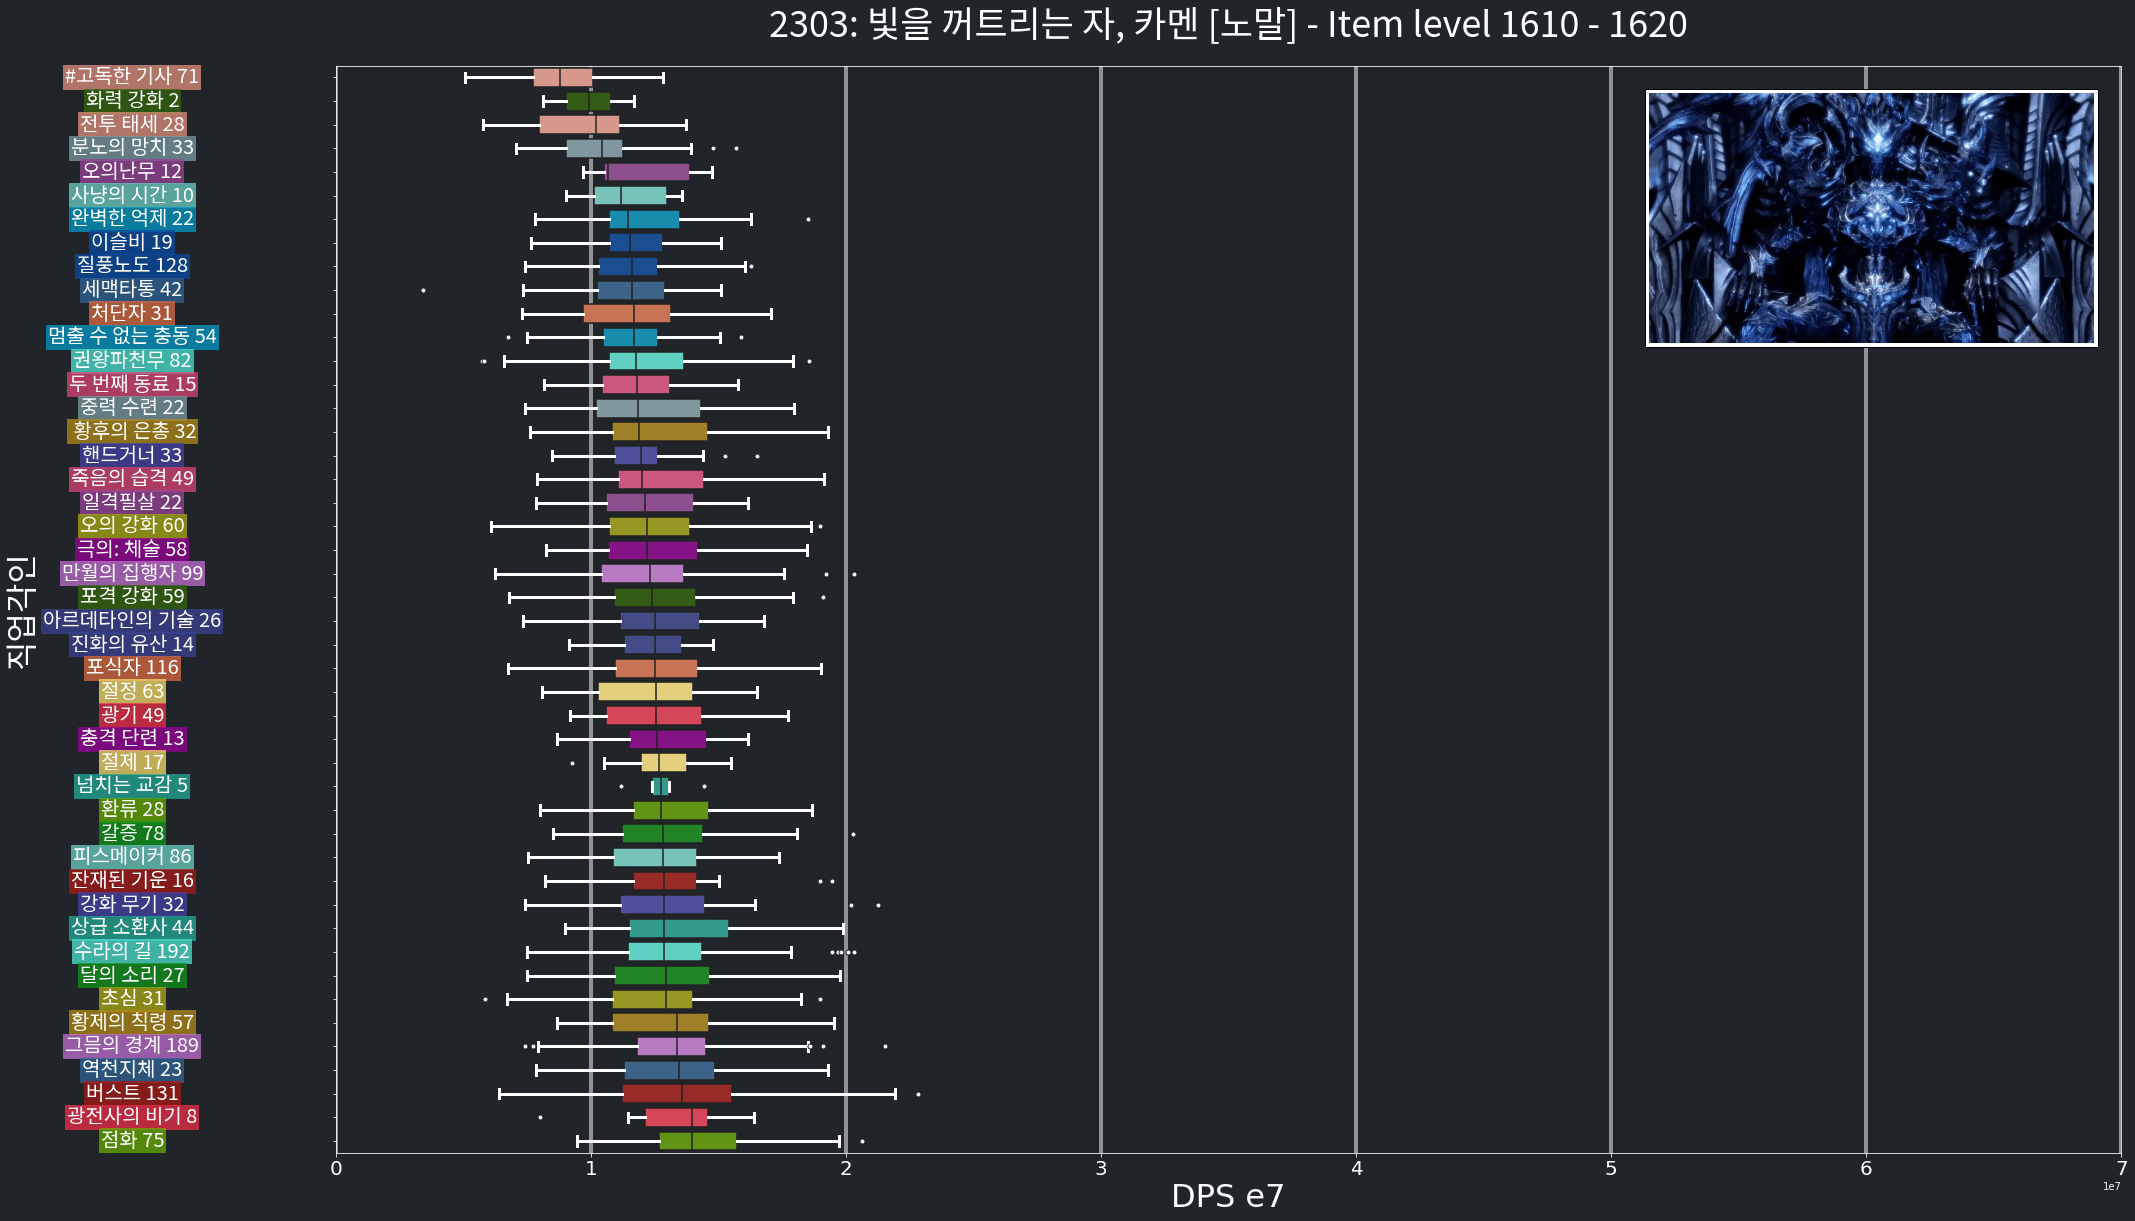 2303: 빛을 꺼트리는 자, 카멘 [노말] - Item level 1610 - 1620
직업각인
#고독한 기사 71
화력 강화 2
전투 태세 28
분노의 망치 33
오의난무 12
사냥의 시간 10
완벽한 억제 22
이슬비 19
질풍노도 128
세맥타통 42
처단자 31
멈출 수 없는 충동 54
권왕파천무 82
두 번째 동료 15
중력 수련 22
황후의 은총 32
핸드거너 33
죽음의 습격 49
일격필살 22
오의 강화 60
극의: 체술 58
만월의 집행자 99
포격 강화 59
아르데타인의 기술 26
진화의 유산 14
포식자 116
절정 63
광기 49
충격 단련 13
절제 17
넘치는 교감 5
환류 28
갈증 78
피스메이커 86
잔재된 기운 16
강화 무기 32
상급 소환사 44
수라의 길 192
달의 소리 27
초심 31
황제의 칙령 57
그믐의 경계 189
역천지체 23
버스트 131
광전사의 비기 8
점화 75
0 1 2 3 4 5 6 7
1e7
DPS e7